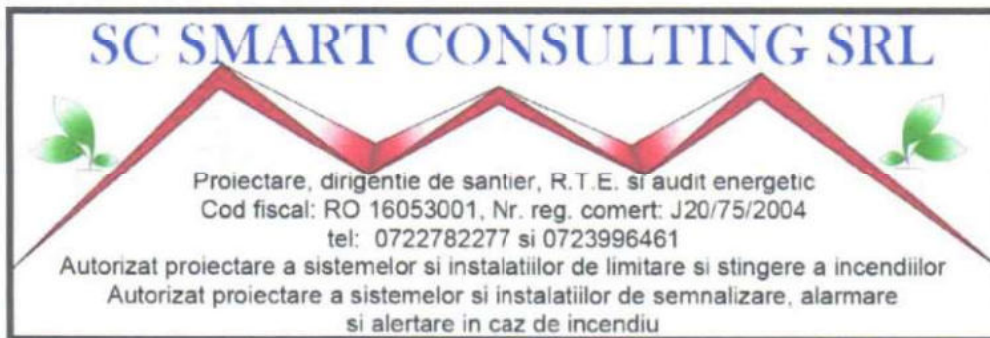 SC SMART CONSULTING SRL
Proiectare, dirigentie de santier, R.T.E. si audit energetic
Cod fiscal: RO 16053001, Nr. reg. comert: J20/75/2004
tel: 0722782277 si 0723996461
Autorizat proiectare a sistemelor si instalatiilor de limitare si stingere a incendiilor
Autorizat proiectare a sistemelor si instalatiilor de semnalizare, alarmare
si alertare in caz de incendiu